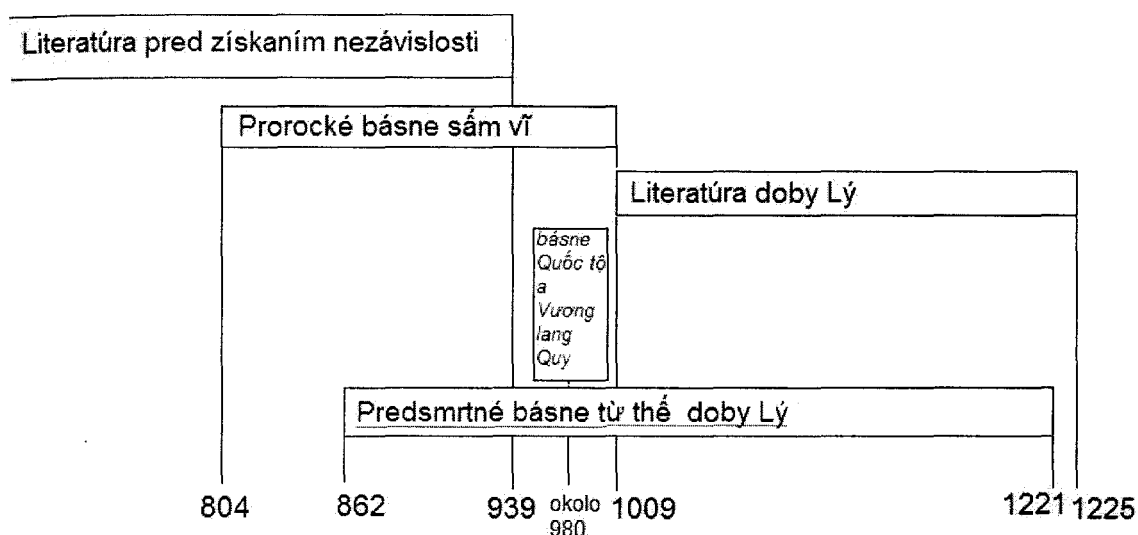 Literatúra pred získaním nezávislosti
Prorocké básne sấm vĩ
Literatúra doby Lý
básne
Quốc tộ
a
Vương
lang
Quy
Predsmrtné básne từ thế doby Lý
804
862
939
okolo
980
1009
1221
1225